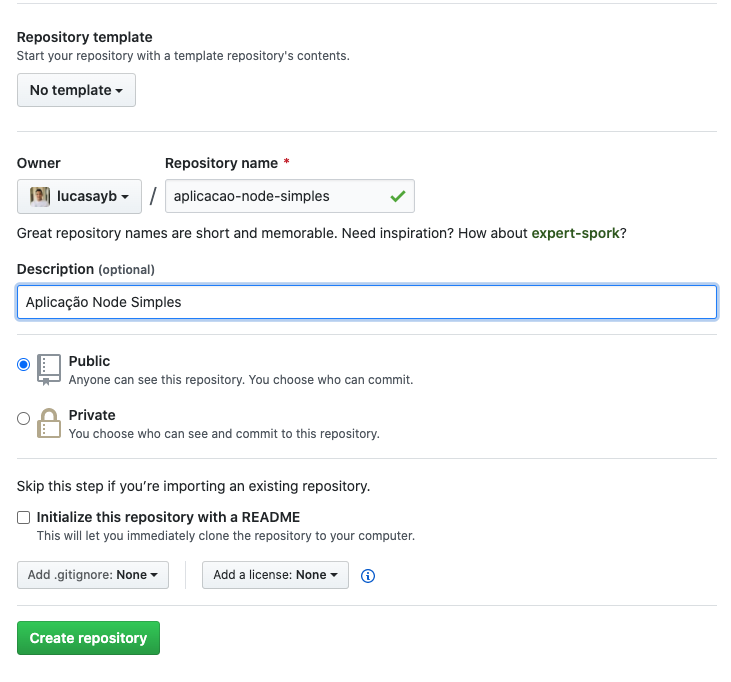 Repository template
Start your repository with a template repository's contents.
No template
Owner
Repository name *
lucasayb / aplicacao-node-simples
Great repository names are short and memorable. Need inspiration? How about expert-spork?
Description (optional)
Aplicação Node Simples
Public
Anyone can see this repository. You choose who can commit.
Private
You choose who can see and commit to this repository.
Skip this step if you’re importing an existing repository.
Initialize this repository with a README
This will let you immediately clone the repository to your computer.
Add .gitignore: None
Add a license: None
Create repository